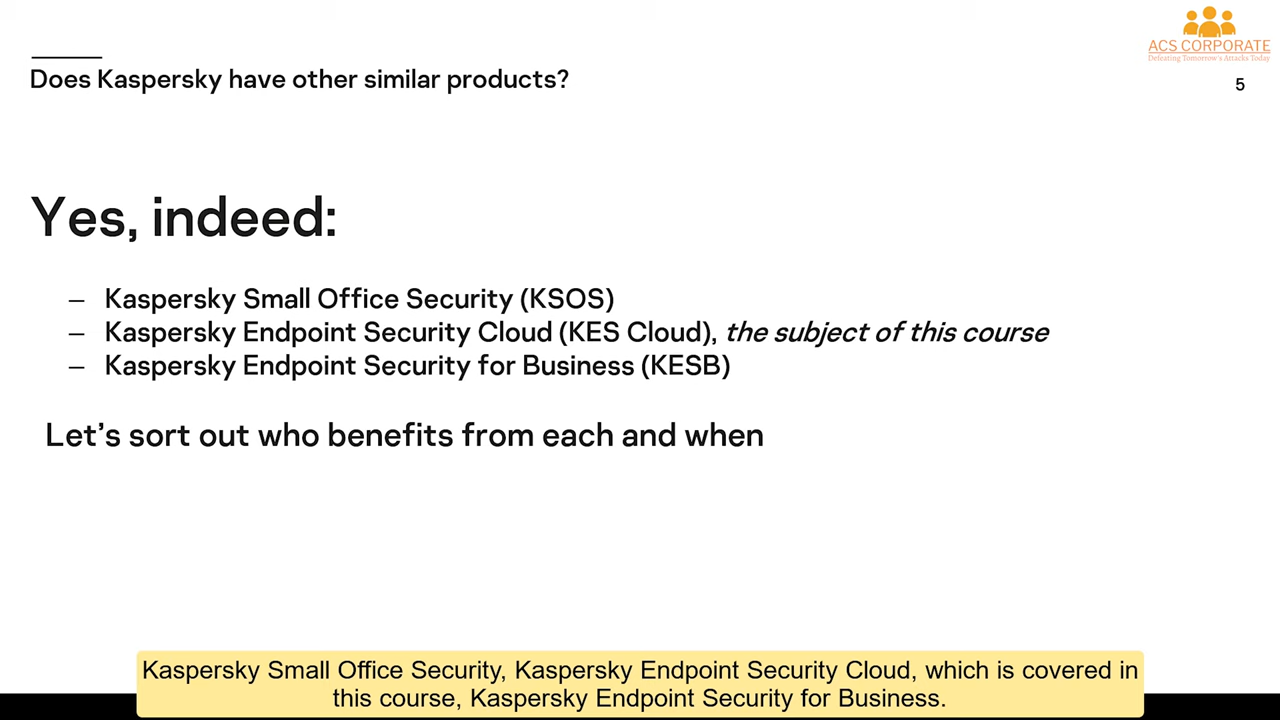 ACS CORPORATE
Defeating Tomorrow's Attacks Today
Does Kaspersky have other similar products?
5
Yes, indeed:
– Kaspersky Small Office Security (KSOS)
– Kaspersky Endpoint Security Cloud (KES Cloud), the subject of this course
– Kaspersky Endpoint Security for Business (KESB)
Let's sort out who benefits from each and when
Kaspersky Small Office Security, Kaspersky Endpoint Security Cloud, which is covered in
this course, Kaspersky Endpoint Security for Business.